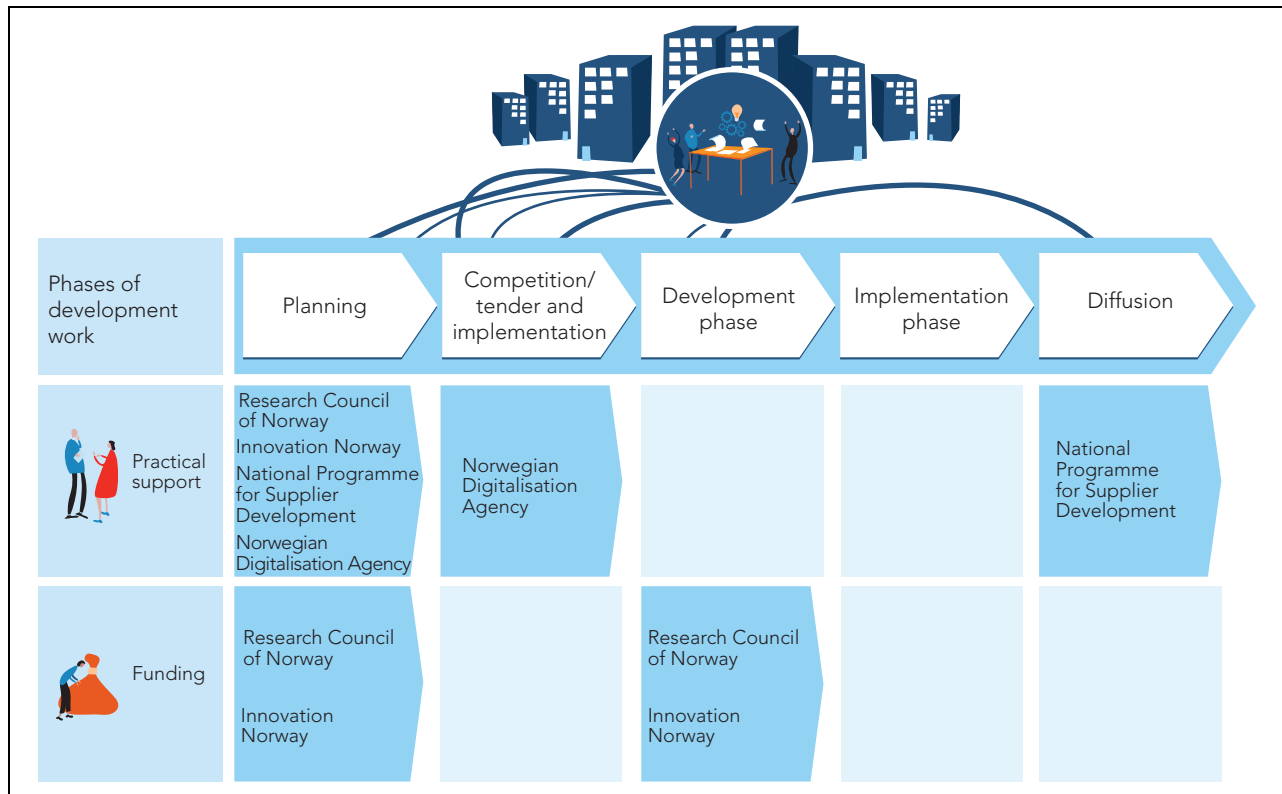 Phases of
development
work
Planning
Competition/
tender and
implementation
Development
phase
Implementation
phase
Diffusion
Practical
support
Research Council
of Norway
Innovation Norway
National Programme
for Supplier
Development
Norwegian
Digitalisation Agency
Norwegian
Digitalisation
Agency
National
Programme
for Supplier
Development
Funding
Research Council
of Norway
Innovation
Norway
Research Council
of Norway
Innovation
Norway